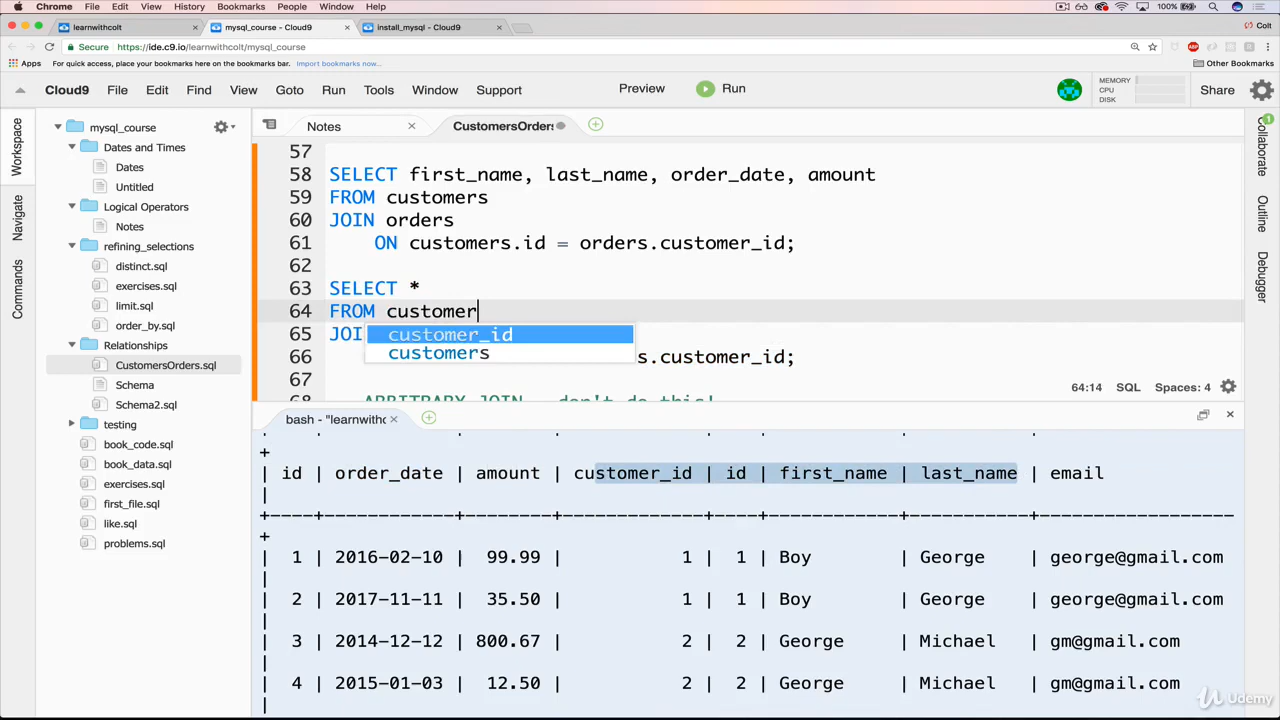 Chrome File Edit View History Bookmarks People Window Help 100% Colt
learnwithcolt × mysql_course - Cloud9 × install_mysql - Cloud9 ×
Secure https://ide.c9.io/learnwithcolt/mysql_course ABP
Apps For quick access, place your bookmarks here on the bookmarks bar. Import bookmarks now... Other Bookmarks
Cloud9 File Edit Find View Goto Run Tools Window Support Preview Run MEMORY Share
CPU
DISK
Workspace
Navigate
Commands
mysql_course
Dates and Times
Dates
Untitled
Logical Operators
Notes
refining_selections
distinct.sql
exercises.sql
limit.sql
order_by.sql
Relationships
CustomersOrders.sql
Schema
Schema2.sql
testing
book_code.sql
book_data.sql
exercises.sql
first_file.sql
like.sql
problems.sql
Notes × CustomersOrders
57
58 SELECT first_name, last_name, order_date, amount
59 FROM customers
60 JOIN orders
61 ON customers.id = orders.customer_id;
62
63 SELECT *
64 FROM customer
65 JOI customer_id
customers
66 s.customer_id;
67
68 ARBITRARY JOIN don't do this!
64:14 SQL Spaces: 4
Collaborate 1
Outline
Debugger
bash - "learnwithc ×
+
| id | order_date | amount | customer_id | id | first_name | last_name | email
|
+----+------------+--------+-------------+----+------------+-----------+------------------
+
| 1 | 2016-02-10 | 99.99 | 1 | 1 | Boy | George | george@gmail.com
|
| 2 | 2017-11-11 | 35.50 | 1 | 1 | Boy | George | george@gmail.com
|
| 3 | 2014-12-12 | 800.67 | 2 | 2 | George | Michael | gm@gmail.com
|
| 4 | 2015-01-03 | 12.50 | 2 | 2 | George | Michael | gm@gmail.com
|
Udemy